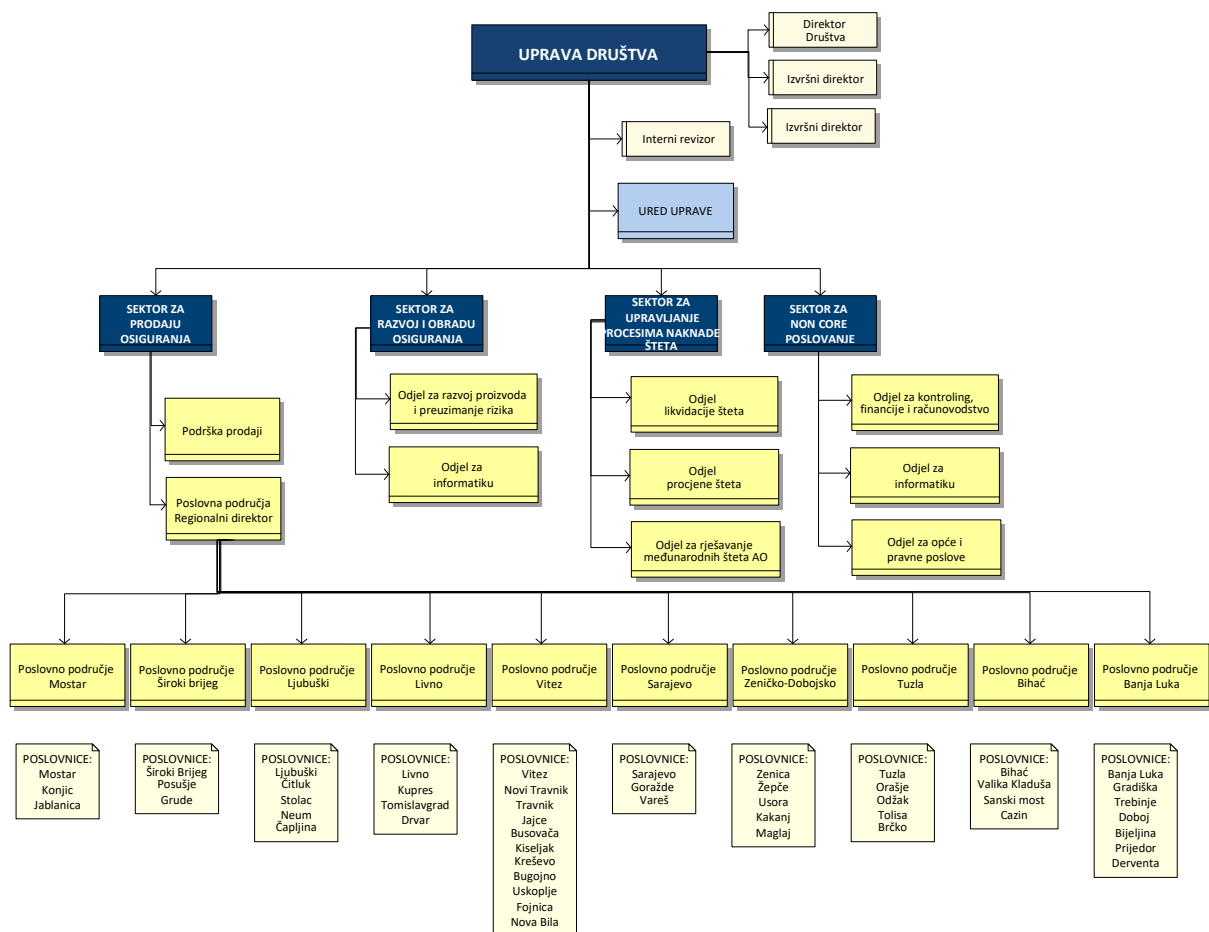 UPRAVA DRUŠTVA
Direktor
Društva
Izvršni direktor
Izvršni direktor
Interni revizor
URED UPRAVE
SEKTOR ZA
PRODAJU
OSIGURANJA
SEKTOR ZA
RAZVOJ I OBRADU
OSIGURANJA
SEKTOR ZA
UPRAVLJANJE
PROCESIMA NAKNADE
ŠTETA
SEKTOR ZA
NON CORE
POSLOVANJE
Podrška prodaji
Poslovna područja
Regionalni direktor
Odjel za razvoj proizvoda
i preuzimanje rizika
Odjel za
informatiku
Odjel
likvidacije šteta
Odjel
procjene šteta
Odjel za rješavanje
međunarodnih šteta AO
Odjel za kontroling,
financije i računovodstvo
Odjel za
informatiku
Odjel za opće i
pravne poslove
Poslovno područje
Mostar
Poslovno područje
Široki brijeg
Poslovno područje
Ljubuški
Poslovno područje
Livno
Poslovno područje
Vitez
Poslovno područje
Sarajevo
Poslovno područje
Zeničko-Dobojsko
Poslovno područje
Tuzla
Poslovno područje
Bihać
Poslovno područje
Banja Luka
POSLOVNICE:
Mostar
Konjic
Jablanica
POSLOVNICE:
Široki Brijeg
Posušje
Grude
POSLOVNICE:
Ljubuški
Čitluk
Stolac
Neum
Čapljina
POSLOVNICE:
Livno
Kupres
Tomislavgrad
Drvar
POSLOVNICE:
Vitez
Novi Travnik
Travnik
Jajce
Busovača
Kiseljak
Kreševo
Bugojno
Uskoplje
Fojnica
Nova Bila
POSLOVNICE:
Sarajevo
Goražde
Vareš
POSLOVNICE:
Zenica
Žepče
Usora
Kakanj
Maglaj
POSLOVNICE:
Tuzla
Orašje
Odžak
Tolisa
Brčko
POSLOVNICE:
Bihać
Valika Kladuša
Sanski most
Cazin
POSLOVNICE:
Banja Luka
Gradiška
Trebinje
Doboj
Bijeljina
Prijedor
Derventa